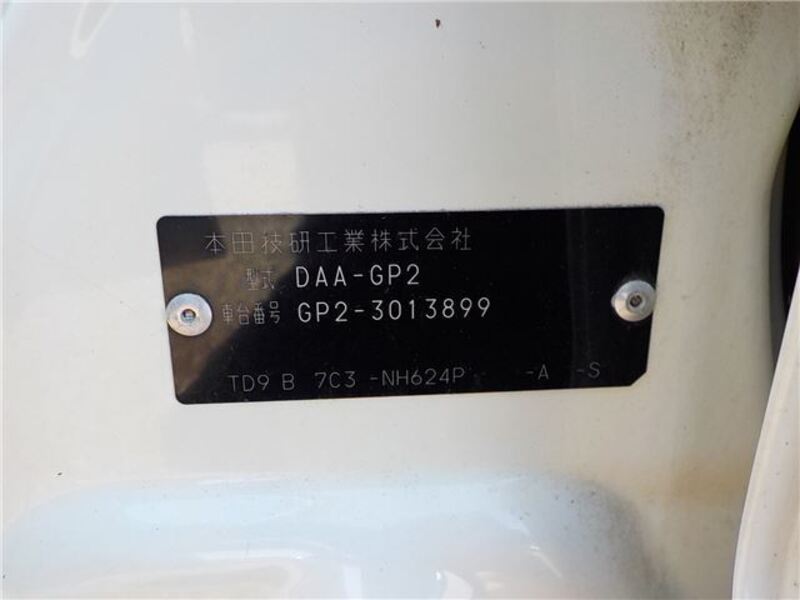 本田技研工業株式会社
型式 DAA-GP2
車台番号 GP2-3013899
TD9 B 7C3 -NH624P -A -S